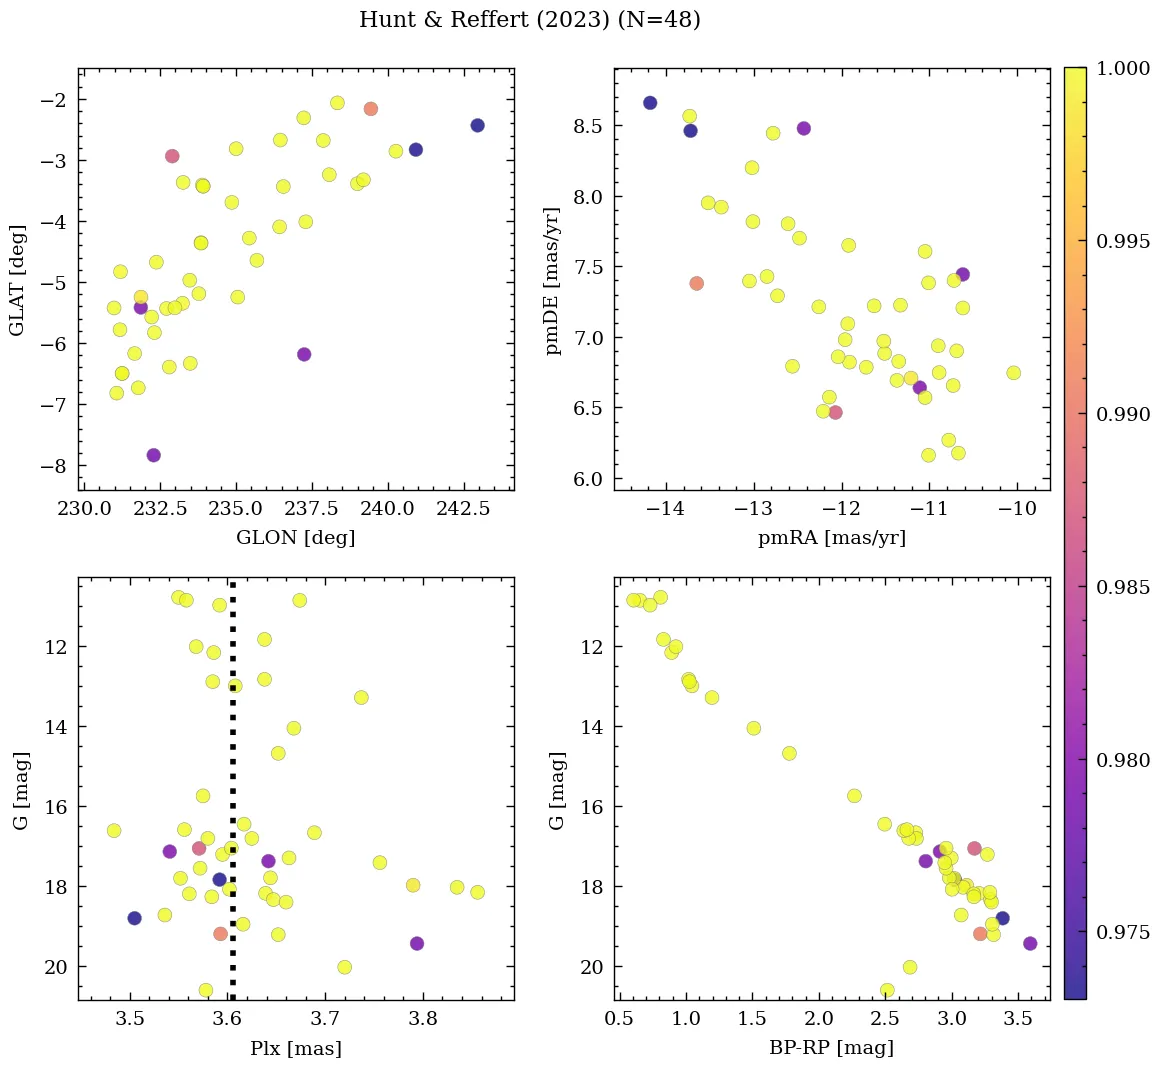 Hunt & Reffert (2023) (N=48)
−2
−3
−4
−5
−6
−7
−8
GLAT [deg]
230.0 232.5 235.0 237.5 240.0 242.5
GLON [deg]
8.5
8.0
7.5
7.0
6.5
6.0
pmDE [mas/yr]
−14 −13 −12 −11 −10
pmRA [mas/yr]
12
14
16
18
20
G [mag]
3.5 3.6 3.7 3.8
Plx [mas]
12
14
16
18
20
G [mag]
0.5 1.0 1.5 2.0 2.5 3.0 3.5
BP-RP [mag]
1.000
0.995
0.990
0.985
0.980
0.975